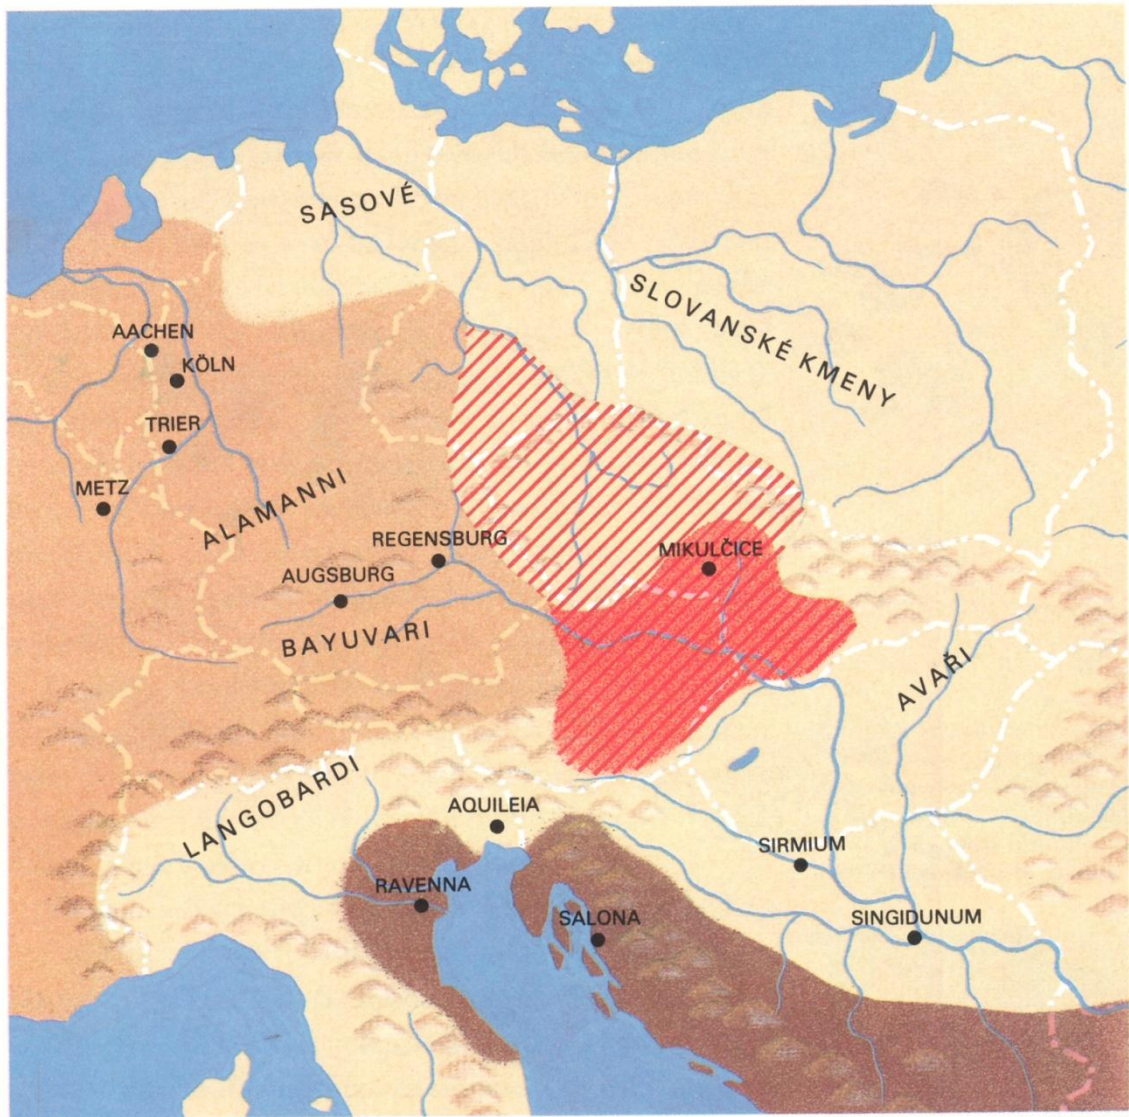 SASOVÉ
SLOVANSKÉ KMENY
AACHEN
KÖLN
TRIER
METZ
ALAMANNI
REGENSBURG
MIKULČICE
AUGSBURG
BAYUVARI
AVAŘI
LANGOBARDI
AQUILEIA
SIRMIUM
RAVENNA
SALONA
SINGIDUNUM